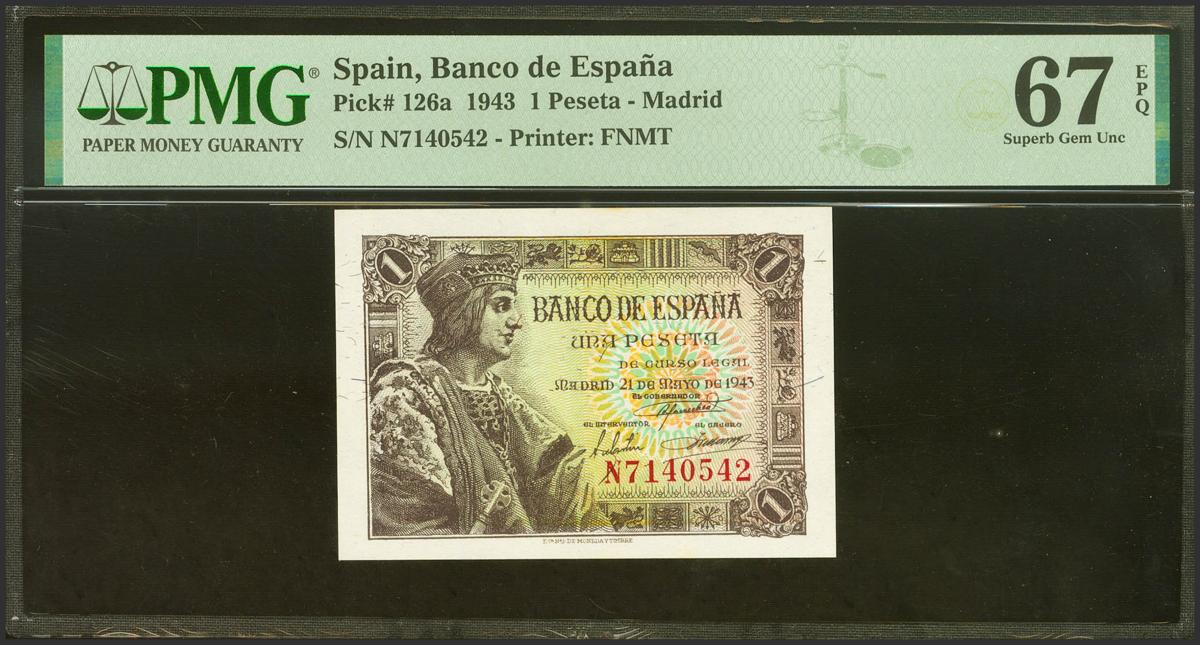 PMG®
PAPER MONEY GUARANTY
Spain, Banco de España
Pick# 126a 1943 1 Peseta - Madrid
S/N N7140542 - Printer: FNMT
67 EPQ
Superb Gem Unc
1
1
BANCO DE ESPAÑA
UNA PESETA
DE CURSO LEGAL
MADRID 21 DE MAYO DE 1943
EL GOBERNADOR
EL INTERVENTOR EL CAJERO
N7140542
1